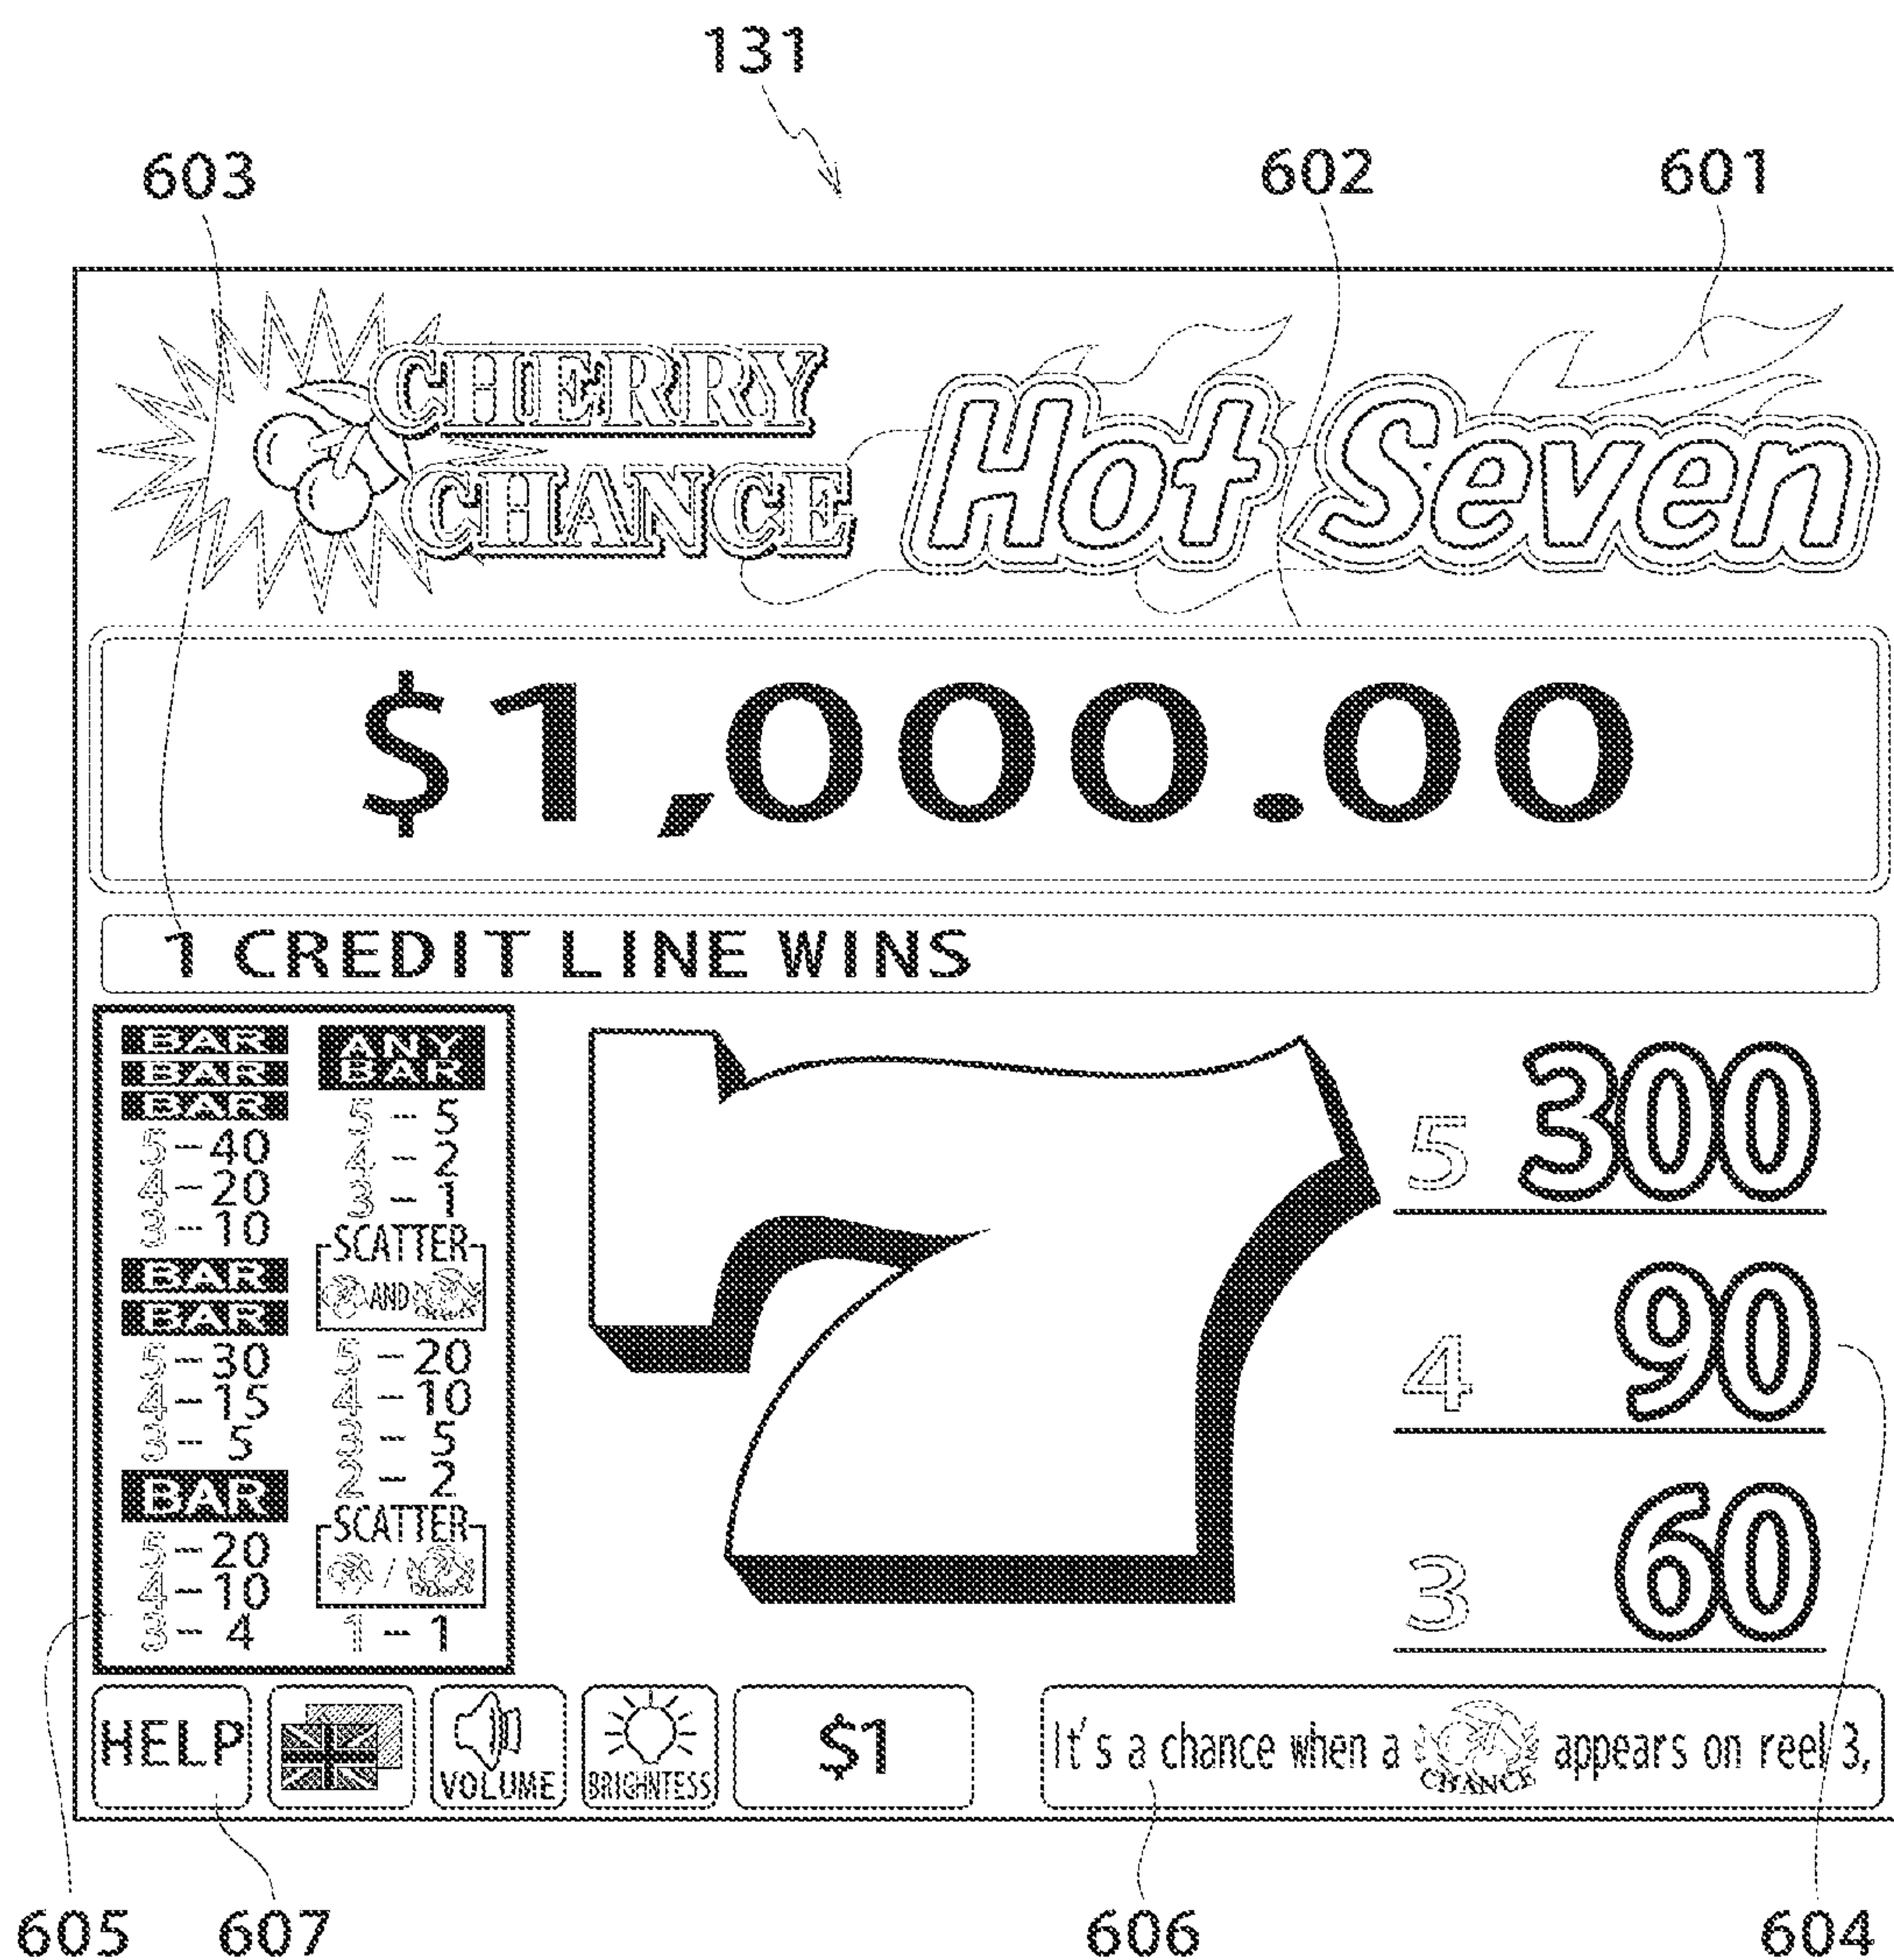 131
603
602
601
CHERRY
CHANCE
Hot Seven
$1,000.00
1 CREDIT LINE WINS
BAR
BAR
BAR
5 - 40
4 - 20
3 - 10
BAR
BAR
5 - 30
4 - 15
3 - 5
BAR
5 - 20
4 - 10
3 - 4
ANY
BAR
5 - 5
4 - 2
3 - 1
SCATTER
AND
5 - 20
4 - 10
3 - 5
2 - 2
SCATTER
/
1 - 1
7
5 300
4 90
3 60
HELP
VOLUME
BRIGHNTESS
$1
It's a chance when a CHANCE appears on reel 3,
605
607
606
604